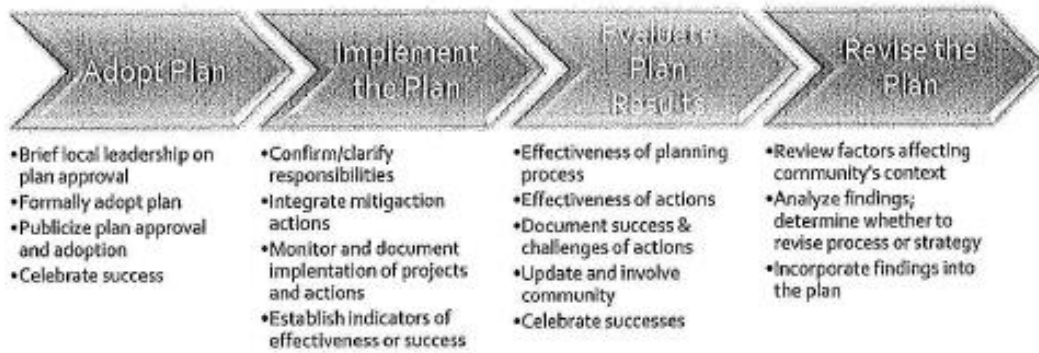 Adopt Plan
•Brief local leadership on
plan approval
•Formally adopt plan
•Publicize plan approval
and adoption
•Celebrate success
Implement
the Plan
•Confirm/clarify
responsibilities
•Integrate mitigaction
actions
•Monitor and document
implentation of projects
and actions
•Establish indicators of
effectiveness or success
Evaluate
Plan
Results
•Effectiveness of planning
process
•Effectiveness of actions
•Document success &
challenges of actions
•Update and involve
community
•Celebrate successes
Revise the
Plan
•Review factors affecting
community's context
•Analyze findings;
determine whether to
revise process or strategy
•Incorporate findings into
the plan